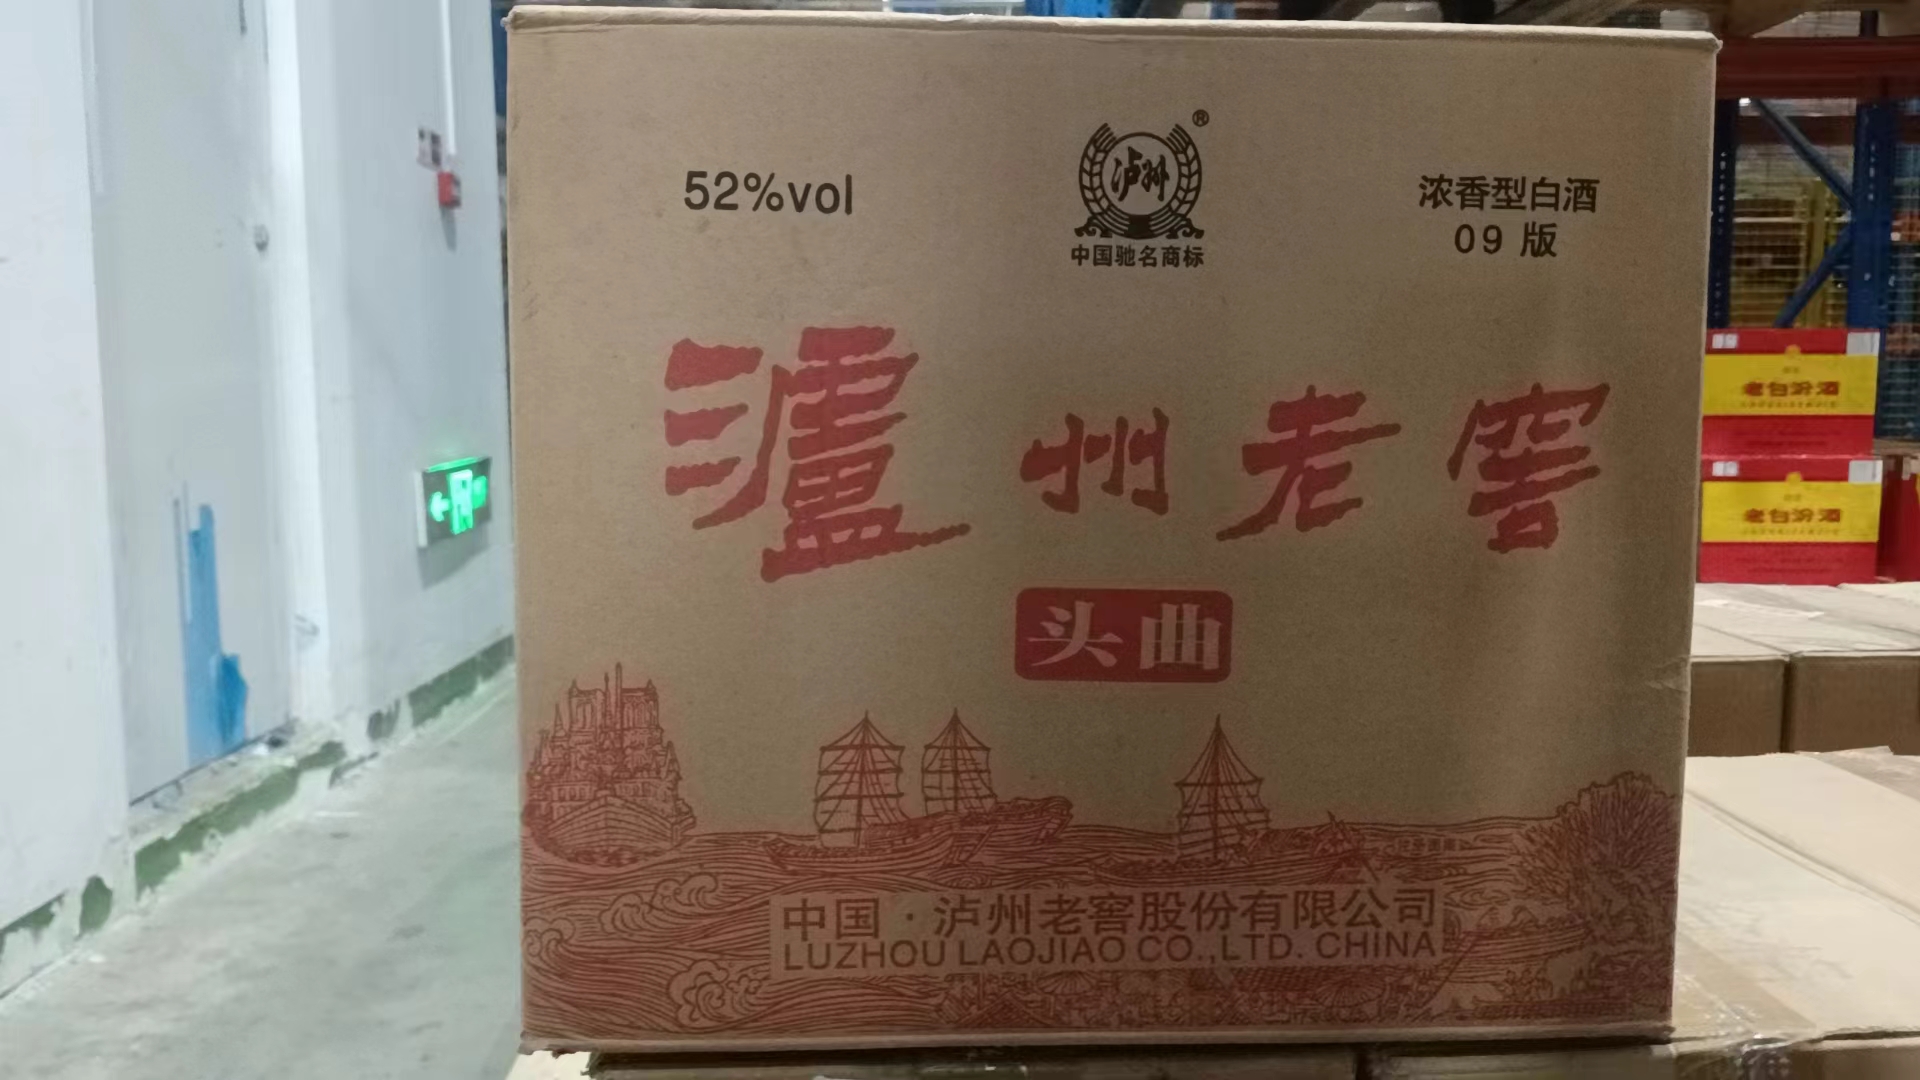 52%vol
泸州
®
中国驰名商标
浓香型白酒
09 版
瀘州老窖
头曲
中国·泸州老窖股份有限公司
LUZHOU LAOJIAO CO.,LTD. CHINA
老白汾酒
老白汾酒